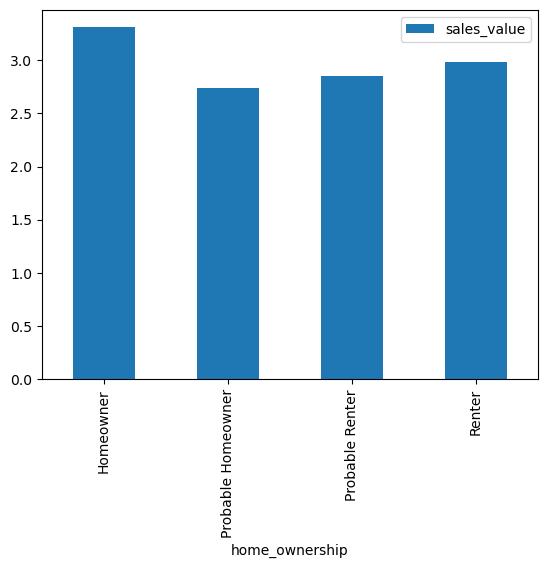 sales_value
3.0
2.5
2.0
1.5
1.0
0.5
0.0
Homeowner
Probable Homeowner
Probable Renter
Renter
home_ownership